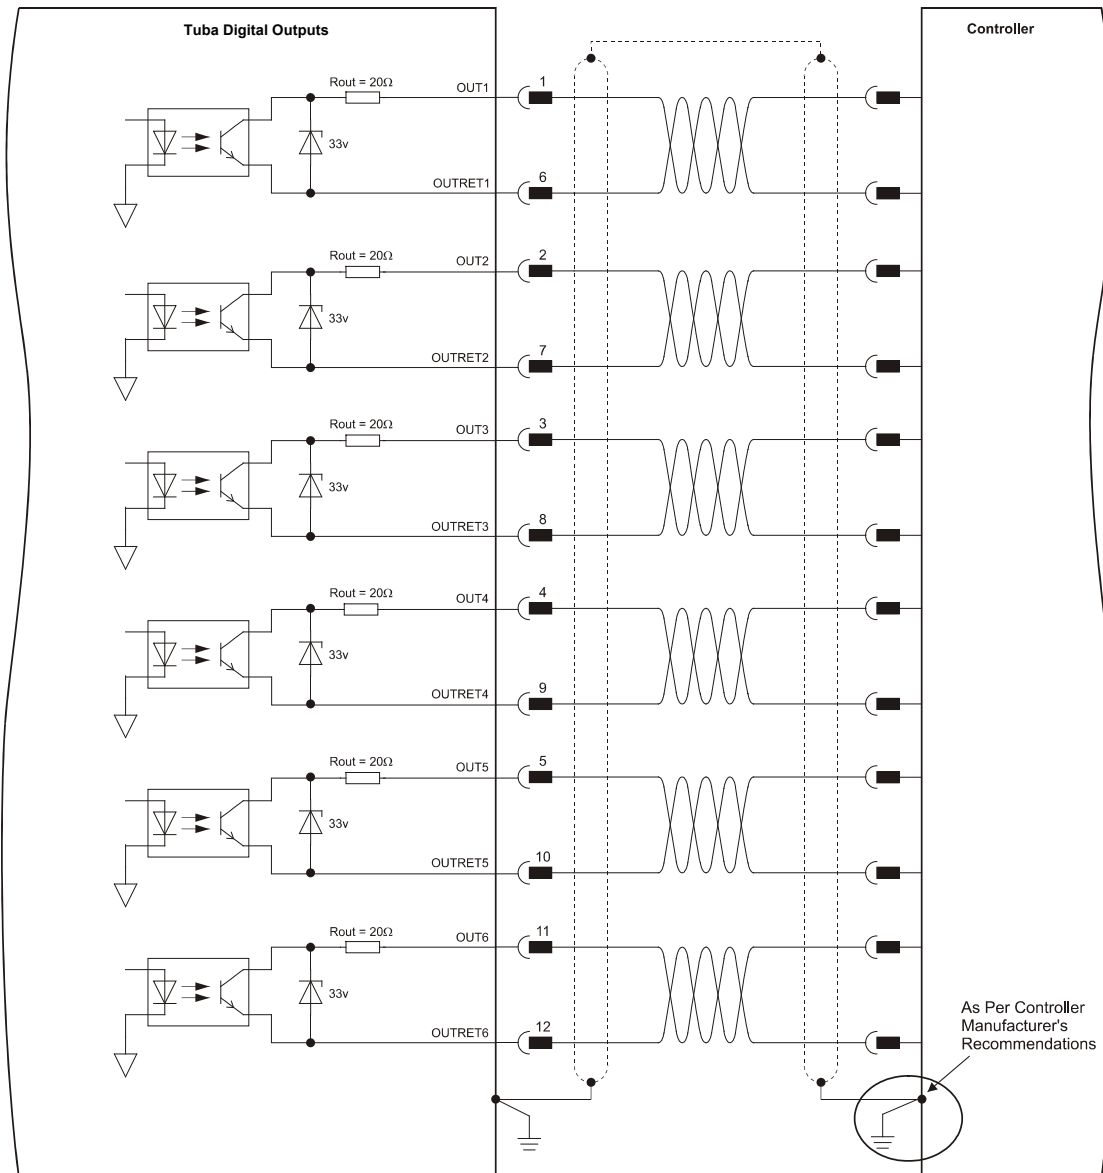 Tuba Digital Outputs
Controller
Rout = 20Ω
OUT1
1
33v
OUTRET1
6
Rout = 20Ω
OUT2
2
33v
OUTRET2
7
Rout = 20Ω
OUT3
3
33v
OUTRET3
8
Rout = 20Ω
OUT4
4
33v
OUTRET4
9
Rout = 20Ω
OUT5
5
33v
OUTRET5
10
Rout = 20Ω
OUT6
11
33v
OUTRET6
12
As Per Controller
Manufacturer's
Recommendations